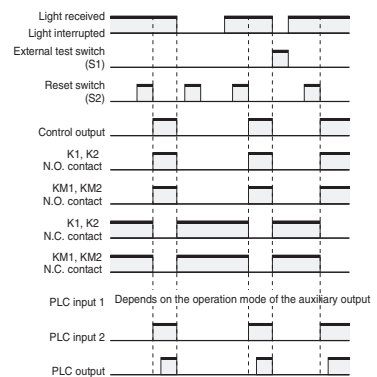 Light received
Light interrupted
External test switch
(S1)
Reset switch
(S2)
Control output
K1, K2
N.O. contact
KM1, KM2
N.O. contact
K1, K2
N.C. contact
KM1, KM2
N.C. contact
PLC input 1 Depends on the operation mode of the auxiliary output
PLC input 2
PLC output